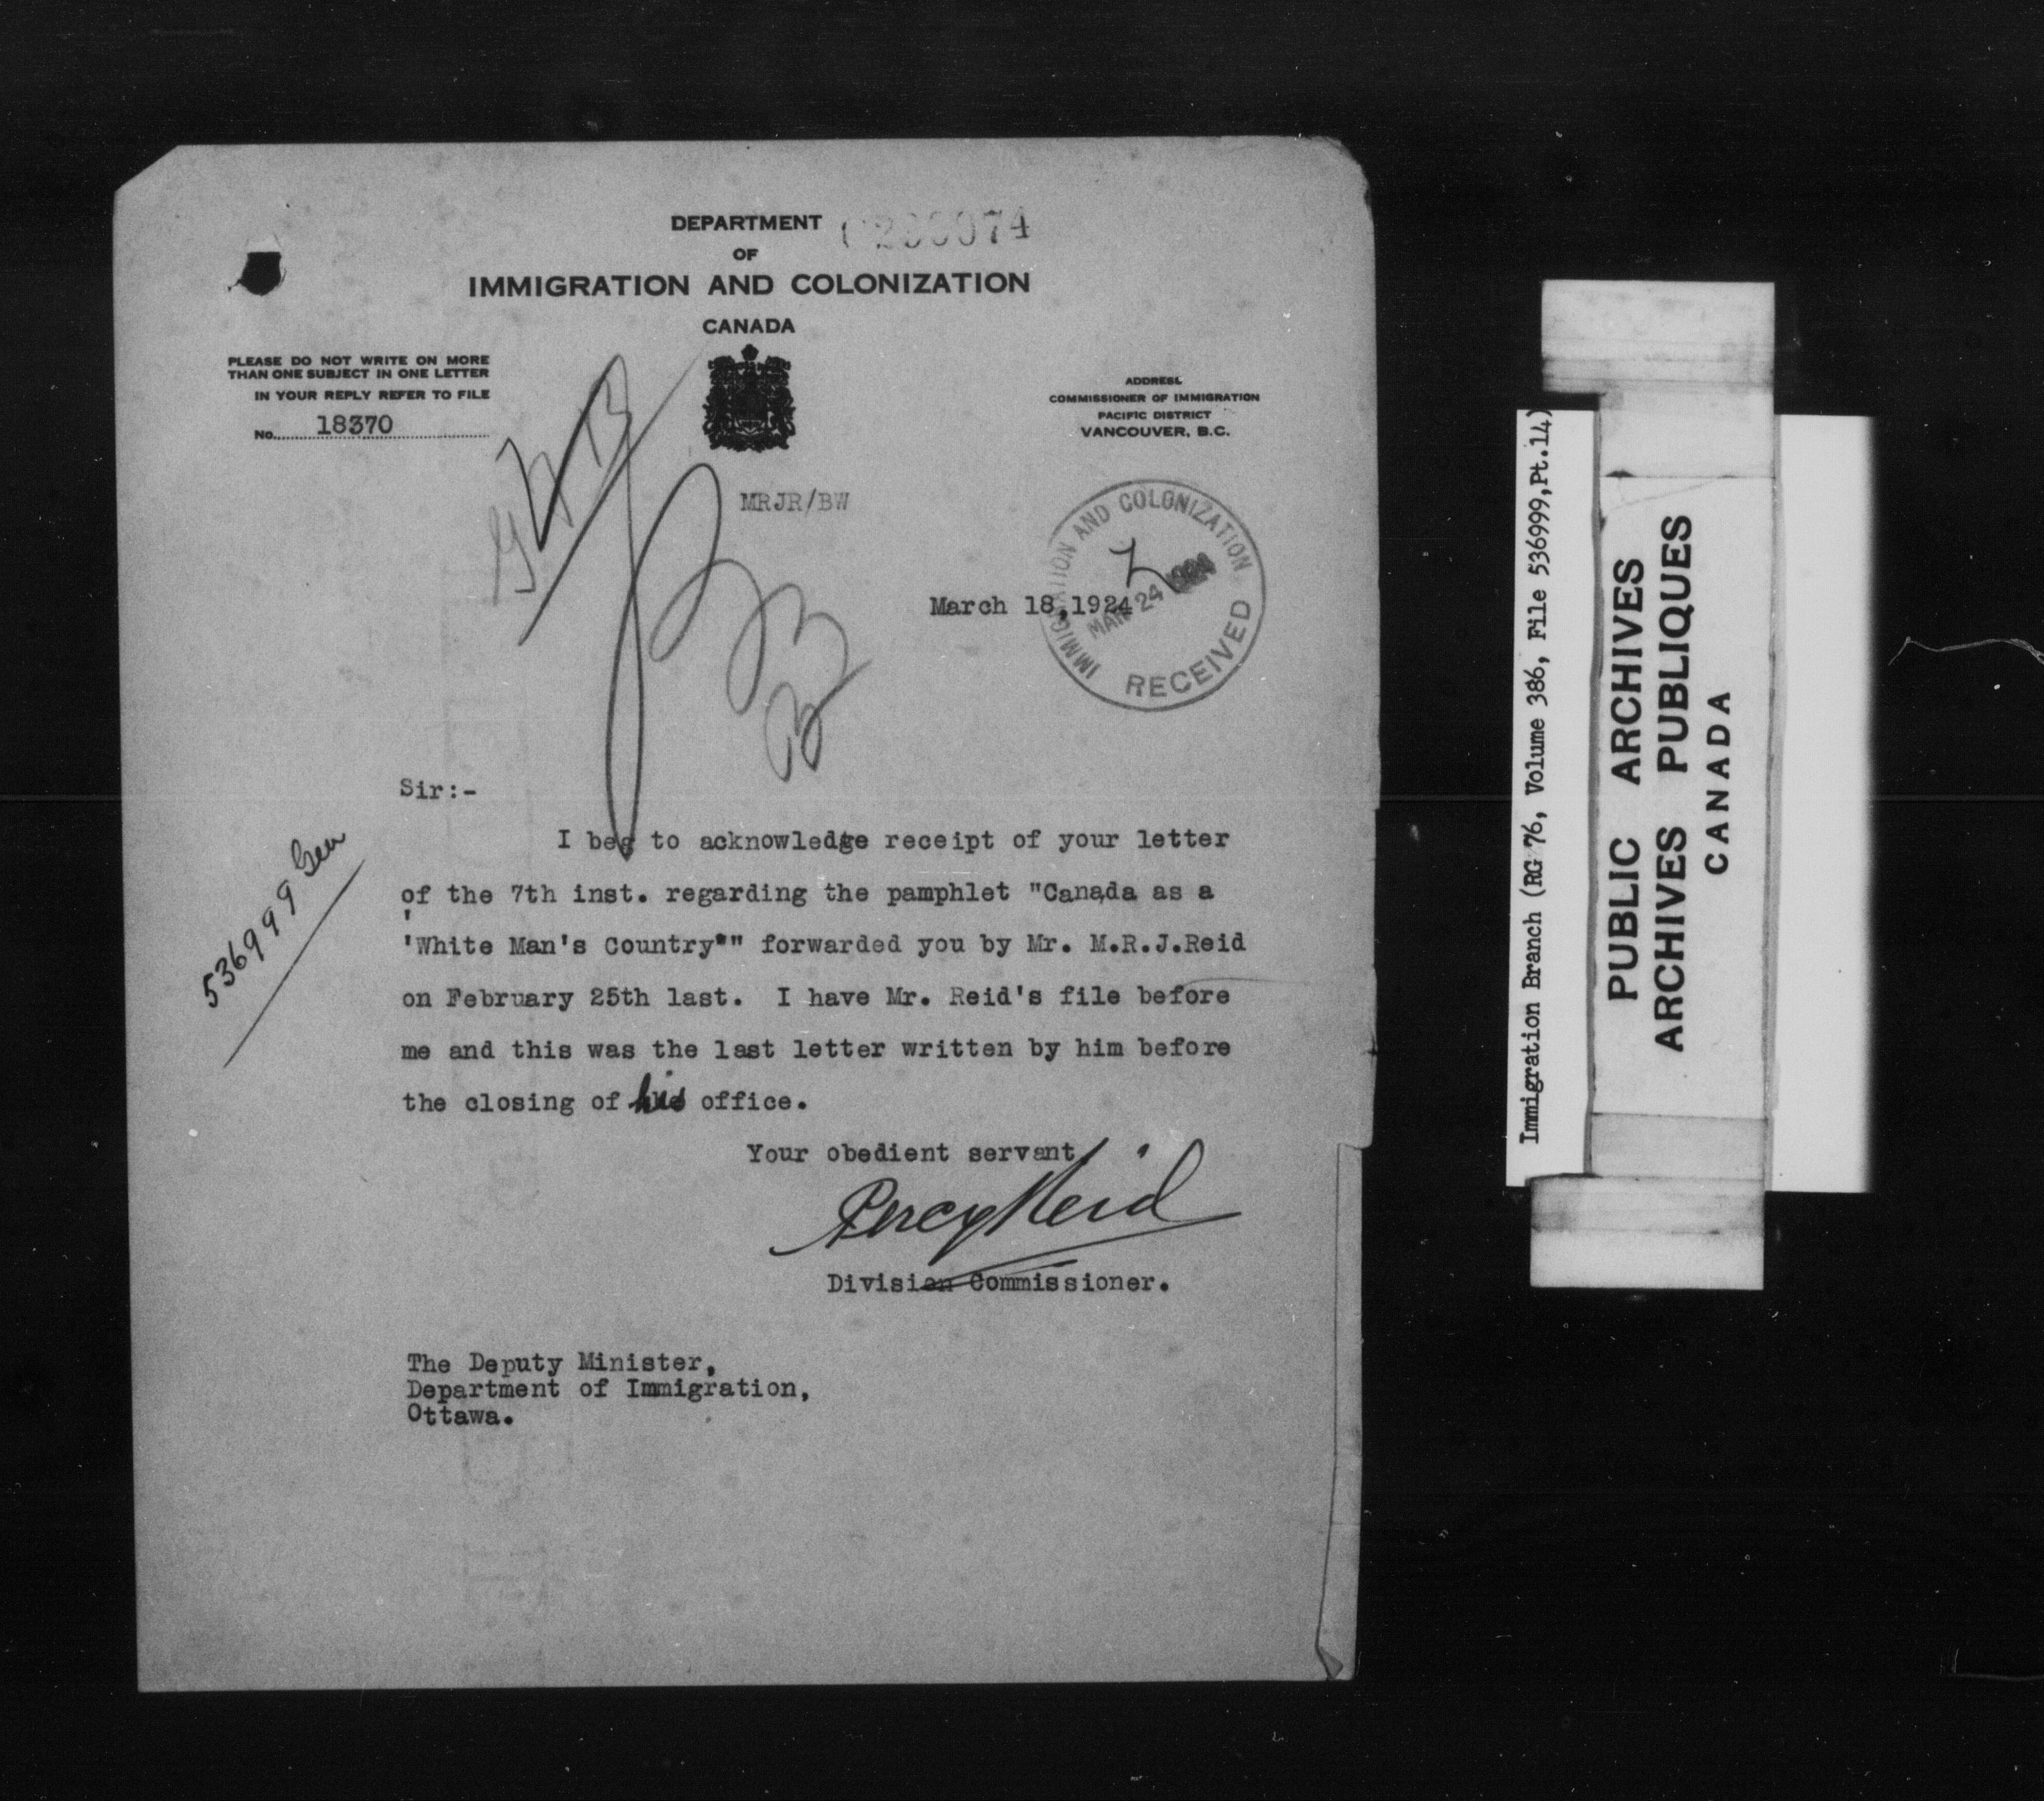 DEPARTMENT
OF
IMMIGRATION AND COLONIZATION
CANADA
PLEASE DO NOT WRITE ON MORE
THAN ONE SUBJECT IN ONE LETTER
IN YOUR REPLY REFER TO FILE
No. 18370
ADDRESS
COMMISSIONER OF IMMIGRATION
PACIFIC DISTRICT
VANCOUVER, B.C.
MRJR/BW
March 18,1924
IMMIGRATION AND COLONIZATION
MAR 24 1924
RECEIVED
Sir:-
I beg to acknowledge receipt of your letter
of the 7th inst. regarding the pamphlet "Canada as a
'White Man's Country'" forwarded you by Mr. M.R.J.Reid
on February 25th last. I have Mr. Reid's file before
me and this was the last letter written by him before
the closing of his office.
536999 Gen
Your obedient servant
Percy Reid
Division Commissioner.
The Deputy Minister,
Department of Immigration,
Ottawa.
Immigration Branch (RG 76, Volume 386, File 536999,Pt.14)
PUBLIC ARCHIVES
ARCHIVES PUBLIQUES
CANADA